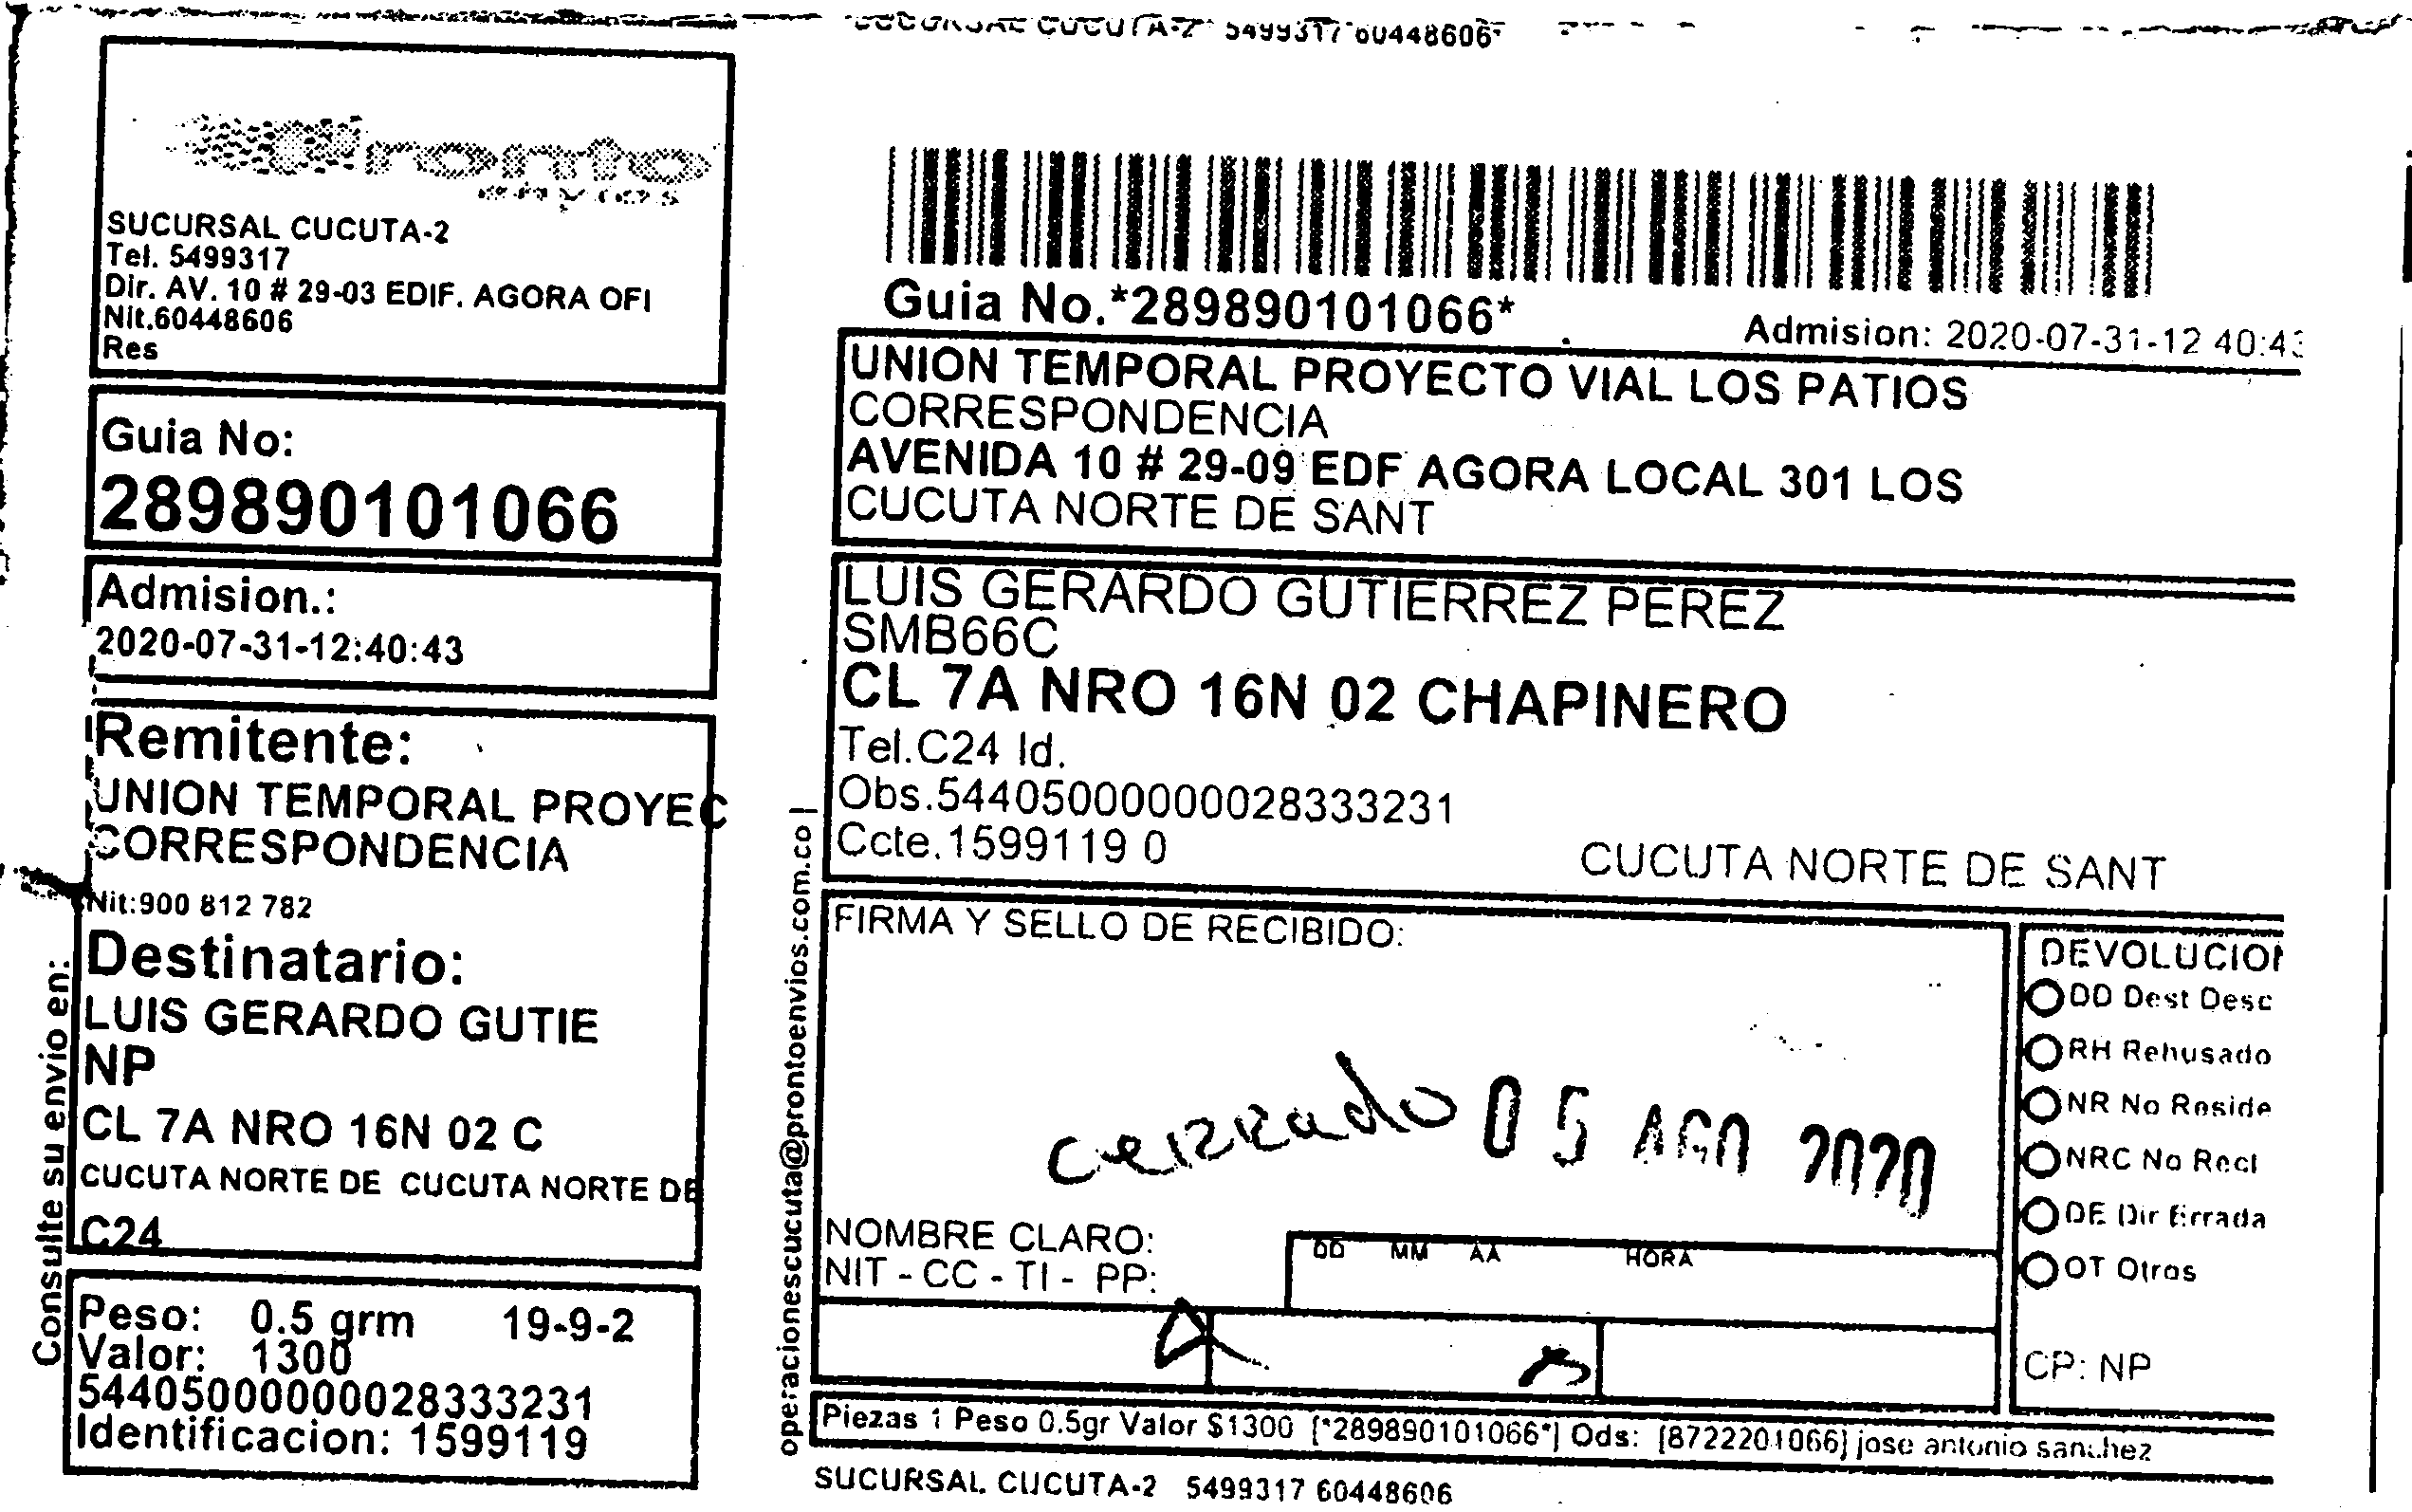 SUCURSAL CUCUTA-2 5499317 60448606
pronto
envios
SUCURSAL CUCUTA-2
Tel. 5499317
Dir. AV. 10 # 29-03 EDIF. AGORA OFI
Nit.60448606
Res
Guia No:
289890101066
Admision.:
2020-07-31-12:40:43
Remitente:
UNION TEMPORAL PROYEC
CORRESPONDENCIA
Nit:900 812 782
Destinatario:
LUIS GERARDO GUTIE
NP
CL 7A NRO 16N 02 C
CUCUTA NORTE DE CUCUTA NORTE DE
C24
Peso: 0.5 grm 19-9-2
Valor: 1300
544050000000028333231
Identificacion: 1599119
Consulte su envio en:
operacionescucuta@prontoenvios.com.co |
Guia No.*289890101066*
Admision: 2020-07-31-12 40:43
UNION TEMPORAL PROYECTO VIAL LOS PATIOS
CORRESPONDENCIA
AVENIDA 10 # 29-09 EDF AGORA LOCAL 301 LOS
CUCUTA NORTE DE SANT
LUIS GERARDO GUTIERREZ PEREZ
SMB66C
CL 7A NRO 16N 02 CHAPINERO
Tel.C24 Id.
Obs.544050000000028333231
Ccte.1599119 0
CUCUTA NORTE DE SANT
FIRMA Y SELLO DE RECIBIDO:
cerrado 05 AGO 2020
NOMBRE CLARO:
NIT - CC - TI - PP:
DD MM AA HORA
DEVOLUCION
DD Dest Desc
RH Rehusado
NR No Reside
NRC No Recl
DE Dir Errada
OT Otros
CP: NP
Piezas 1 Peso 0.5gr Valor $1300 [*289890101066*] Ods: [8722201066] jose antonio sanchez
SUCURSAL CUCUTA-2 5499317 60448606